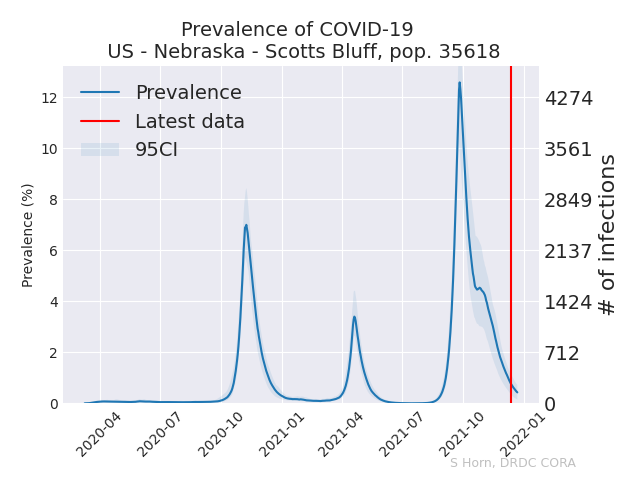 Prevalence of COVID-19
US - Nebraska - Scotts Bluff, pop. 35618
Prevalence
Latest data
95CI
Prevalence (%)
12
10
8
6
4
2
0
4274
3561
2849
2137
1424
712
0
# of infections
2020-04
2020-07
2020-10
2021-01
2021-04
2021-07
2021-10
2022-01
S Horn, DRDC CORA